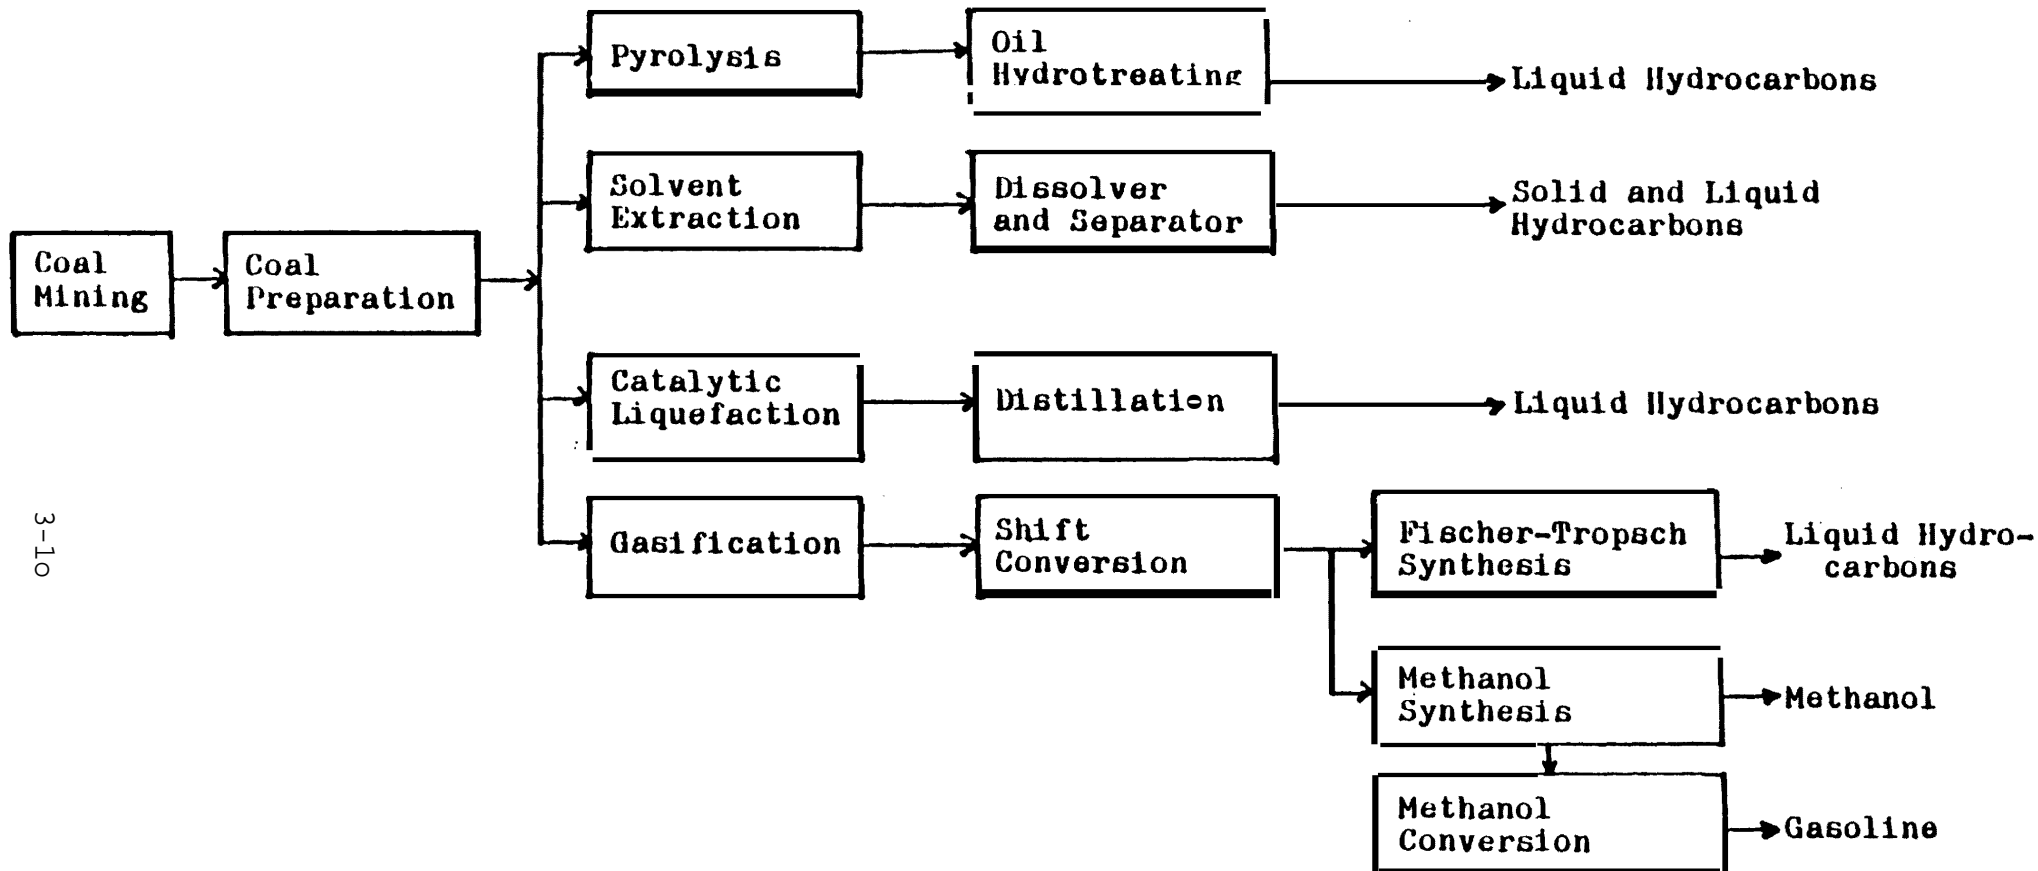 Pyrolysis
Oil
Hydrotreating
Liquid Hydrocarbons
Solvent
Extraction
Dissolver
and Separator
Solid and Liquid
Hydrocarbons
Coal
Mining
Coal
Preparation
Catalytic
Liquefaction
Distillation
Liquid Hydrocarbons
Gasification
Shift
Conversion
Fischer-Tropsch
Synthesis
Liquid Hydro-
carbons
Methanol
Synthesis
Methanol
Methanol
Conversion
Gasoline
3-10